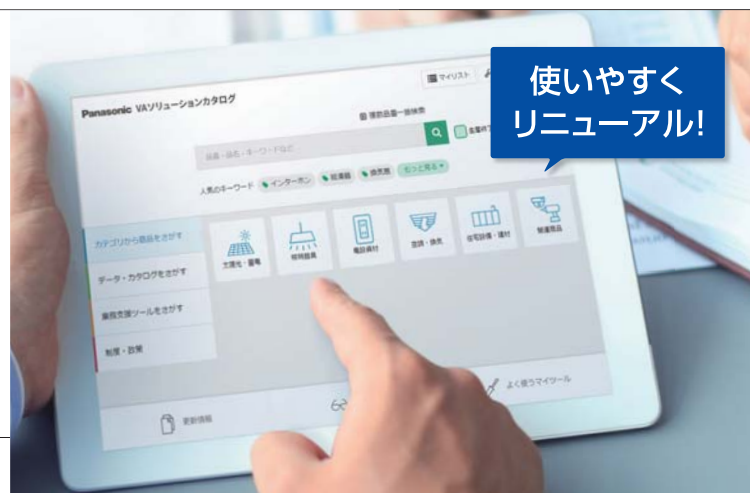 使いやすく
リニューアル!
Panasonic VAソリューションカタログ
マイリスト
複数品番一括検索
品番・品名・キーワードなど
人気のキーワード インターホン 給湯器 換気扇 もっと見る
カテゴリから商品をさがす
データ・カタログをさがす
業務支援ツールをさがす
制度・政策
太陽光・蓄電
照明器具
電設資材
空調・換気
住宅設備・建材
関連商品
更新情報
よく使うマイツール